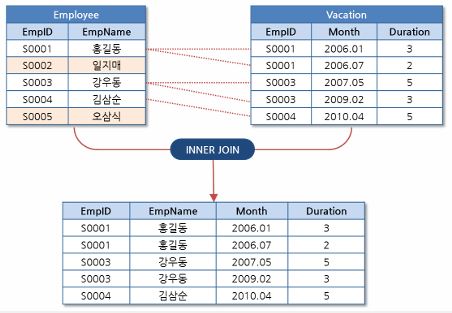 Employee
EmpID EmpName
S0001 홍길동
S0002 일지매
S0003 강우동
S0004 김삼순
S0005 오삼식
Vacation
EmpID Month Duration
S0001 2006.01 3
S0001 2006.07 2
S0003 2007.05 5
S0003 2009.02 3
S0004 2010.04 5
INNER JOIN
EmpID EmpName Month Duration
S0001 홍길동 2006.01 3
S0001 홍길동 2006.07 2
S0003 강우동 2007.05 5
S0003 강우동 2009.02 3
S0004 김삼순 2010.04 5